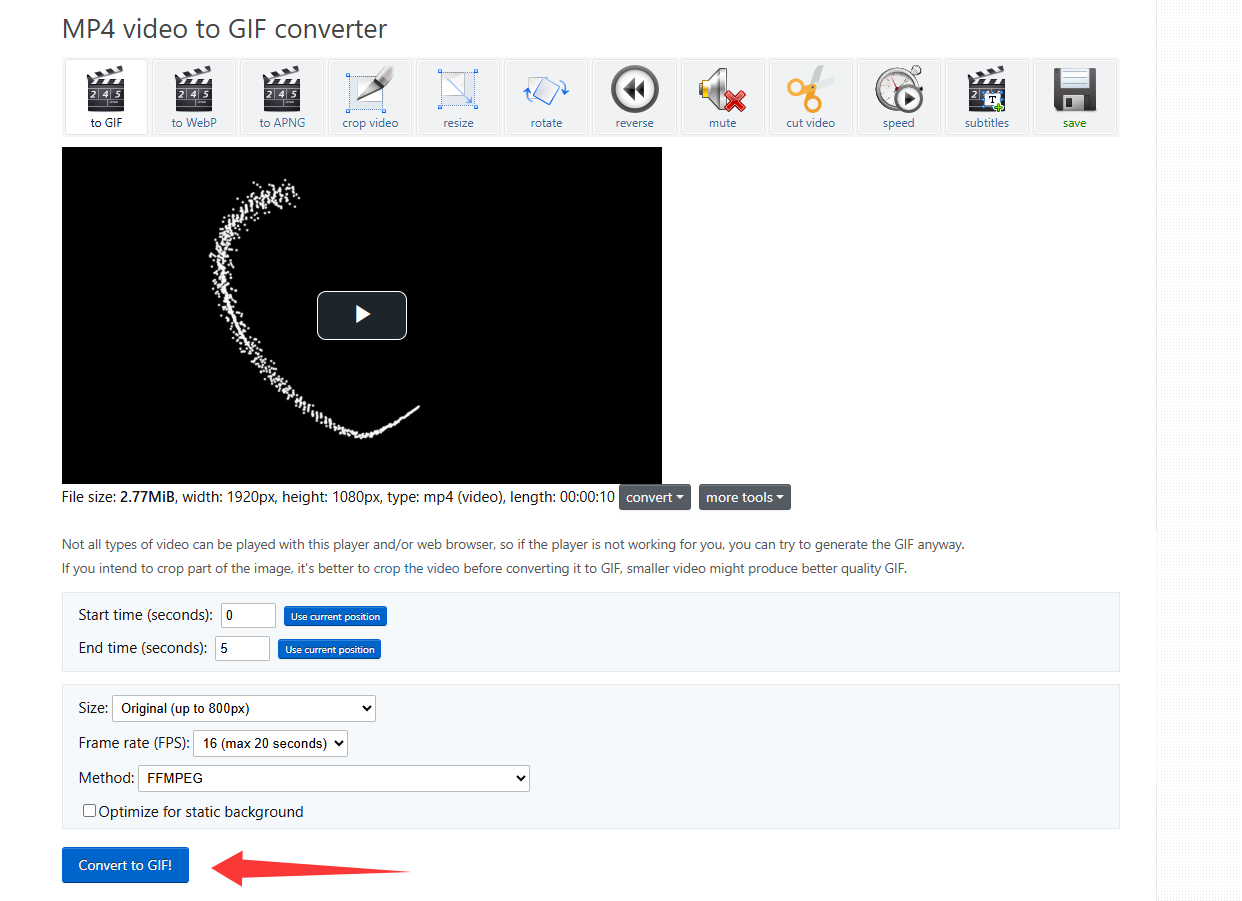 MP4 video to GIF converter
to GIF
to WebP
to APNG
crop video
resize
rotate
reverse
mute
cut video
speed
subtitles
save
File size: 2.77MiB, width: 1920px, height: 1080px, type: mp4 (video), length: 00:00:10 convert more tools
Not all types of video can be played with this player and/or web browser, so if the player is not working for you, you can try to generate the GIF anyway.
If you intend to crop part of the image, it's better to crop the video before converting it to GIF, smaller video might produce better quality GIF.
Start time (seconds): 0 Use current position
End time (seconds): 5 Use current position
Size: Original (up to 800px)
Frame rate (FPS): 16 (max 20 seconds)
Method: FFMPEG
Optimize for static background
Convert to GIF!